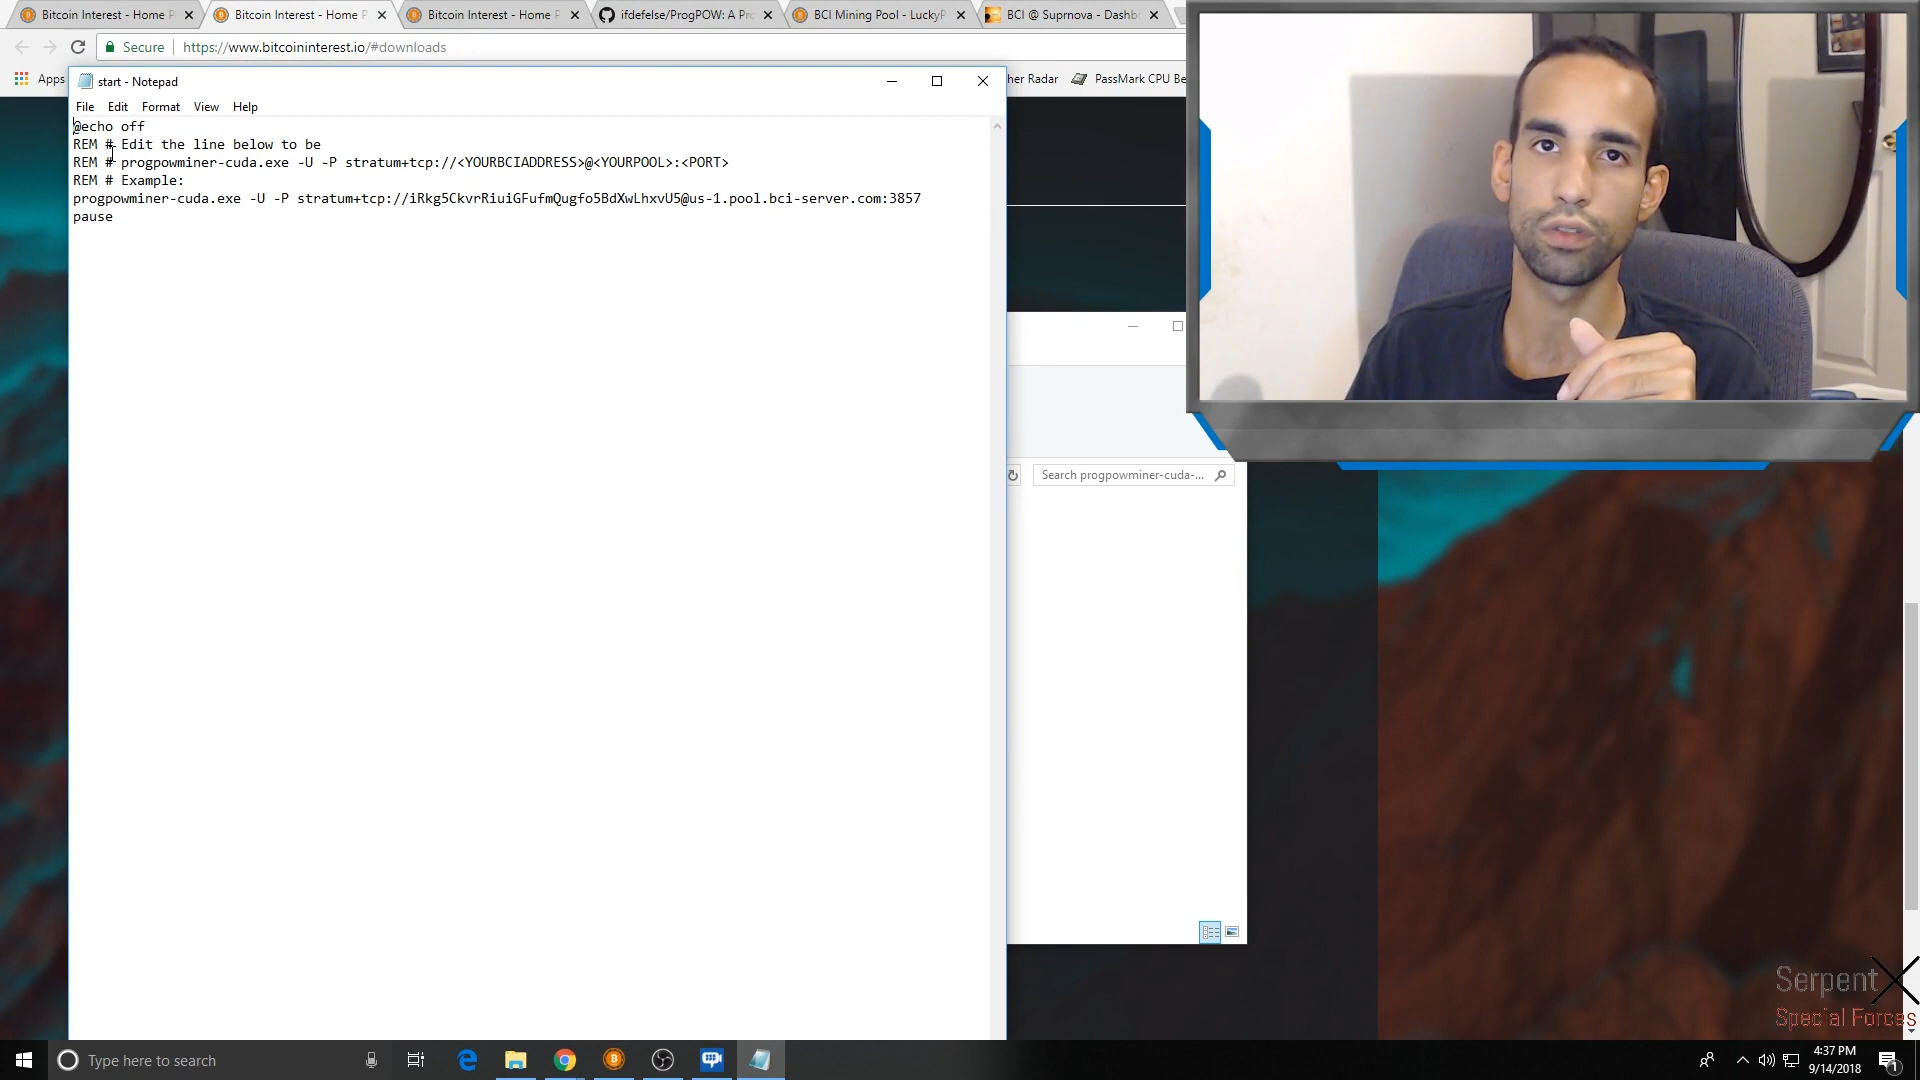 Bitcoin Interest - Home P
Bitcoin Interest - Home P
Bitcoin Interest - Home P
ifdefelse/ProgPOW: A Pro
BCI Mining Pool - LuckyP
BCI @ Suprnova - Dashb
Secure
https://www.bitcoininterest.io/#downloads
Apps
her Radar
PassMark CPU Be
start - Notepad
File Edit Format View Help
@echo off
REM # Edit the line below to be
REM # progpowminer-cuda.exe -U -P stratum+tcp://<YOURBCIADDRESS>@<YOURPOOL>:<PORT>
REM # Example:
progpowminer-cuda.exe -U -P stratum+tcp://iRkg5CkvrRiuiGFufmQugfo5BdXwLhxvU5@us-1.pool.bci-server.com:3857
pause
Search progpowminer-cuda-...
Serpent X
Special Forces
Type here to search
4:37 PM
9/14/2018
1